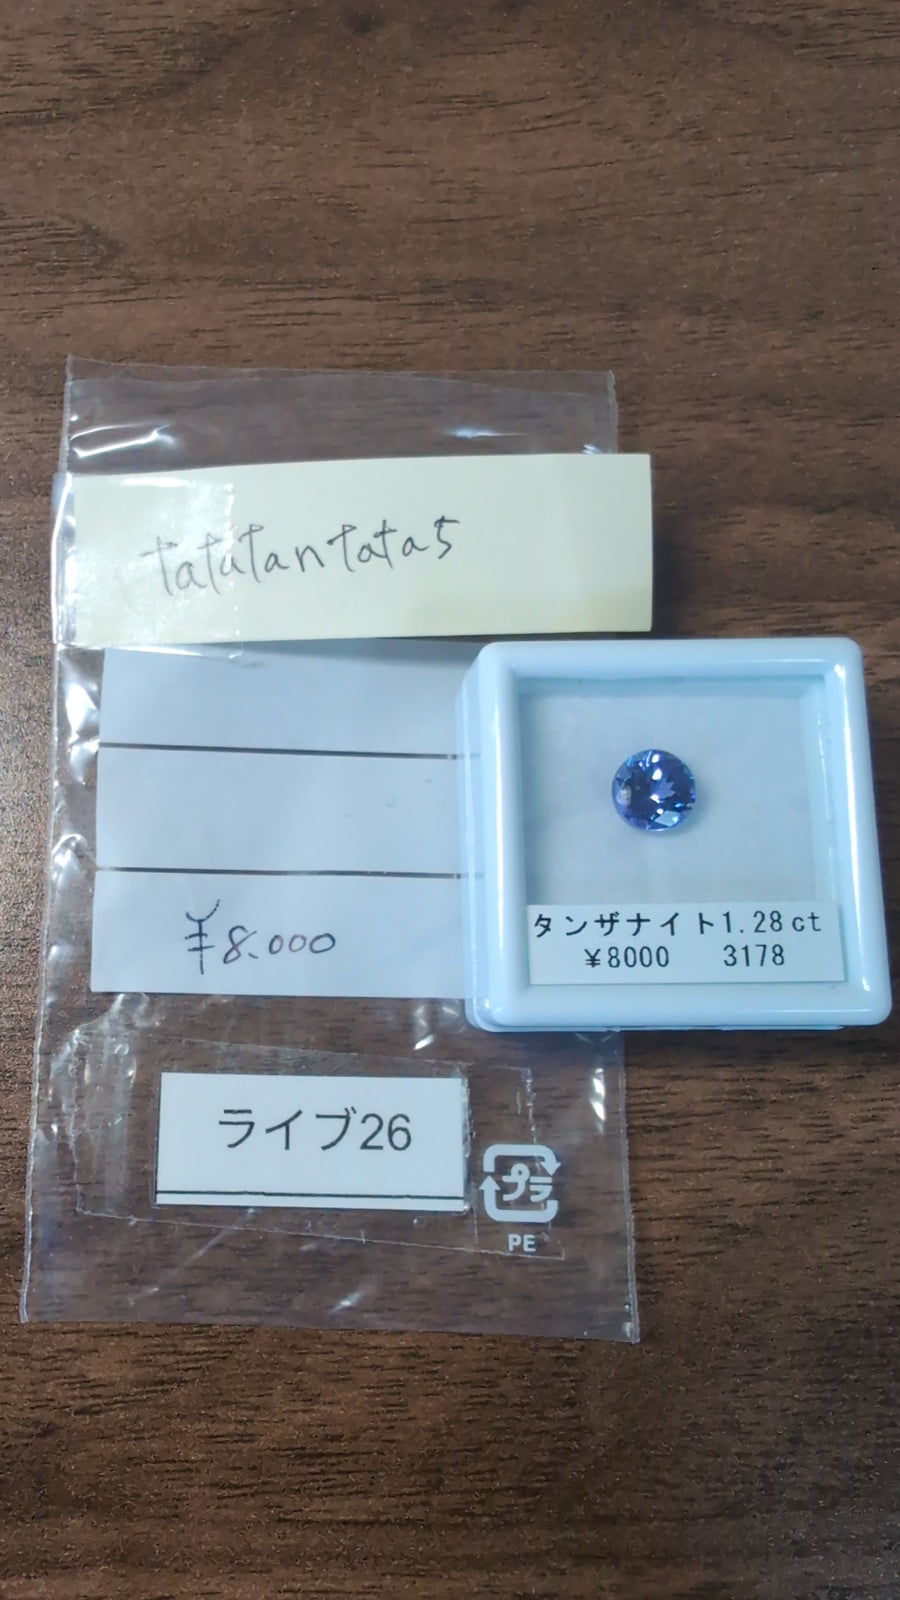 tatatantata5
¥8.000
タンザナイト1.28ct
¥8000 3178
ライブ26
プラ
PE